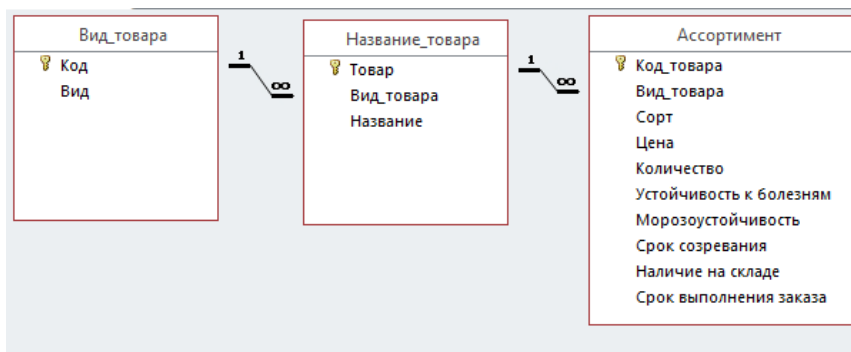 Вид_товара
Код
Вид
1
∞
Название_товара
Товар
Вид_товара
Название
1
∞
Ассортимент
Код_товара
Вид_товара
Сорт
Цена
Количество
Устойчивость к болезням
Морозоустойчивость
Срок созревания
Наличие на складе
Срок выполнения заказа